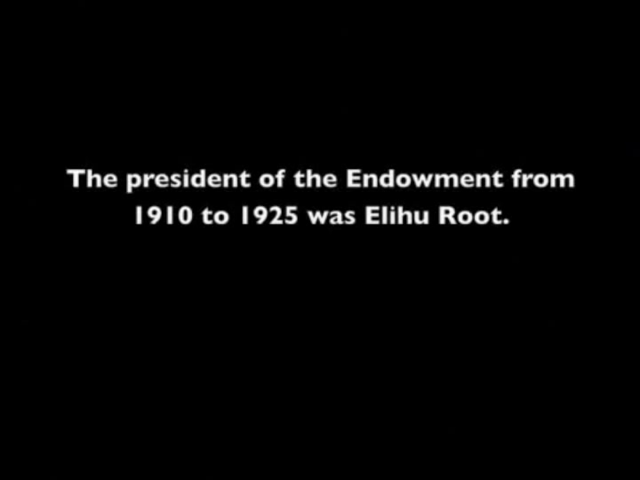 The president of the Endowment from
1910 to 1925 was Elihu Root.